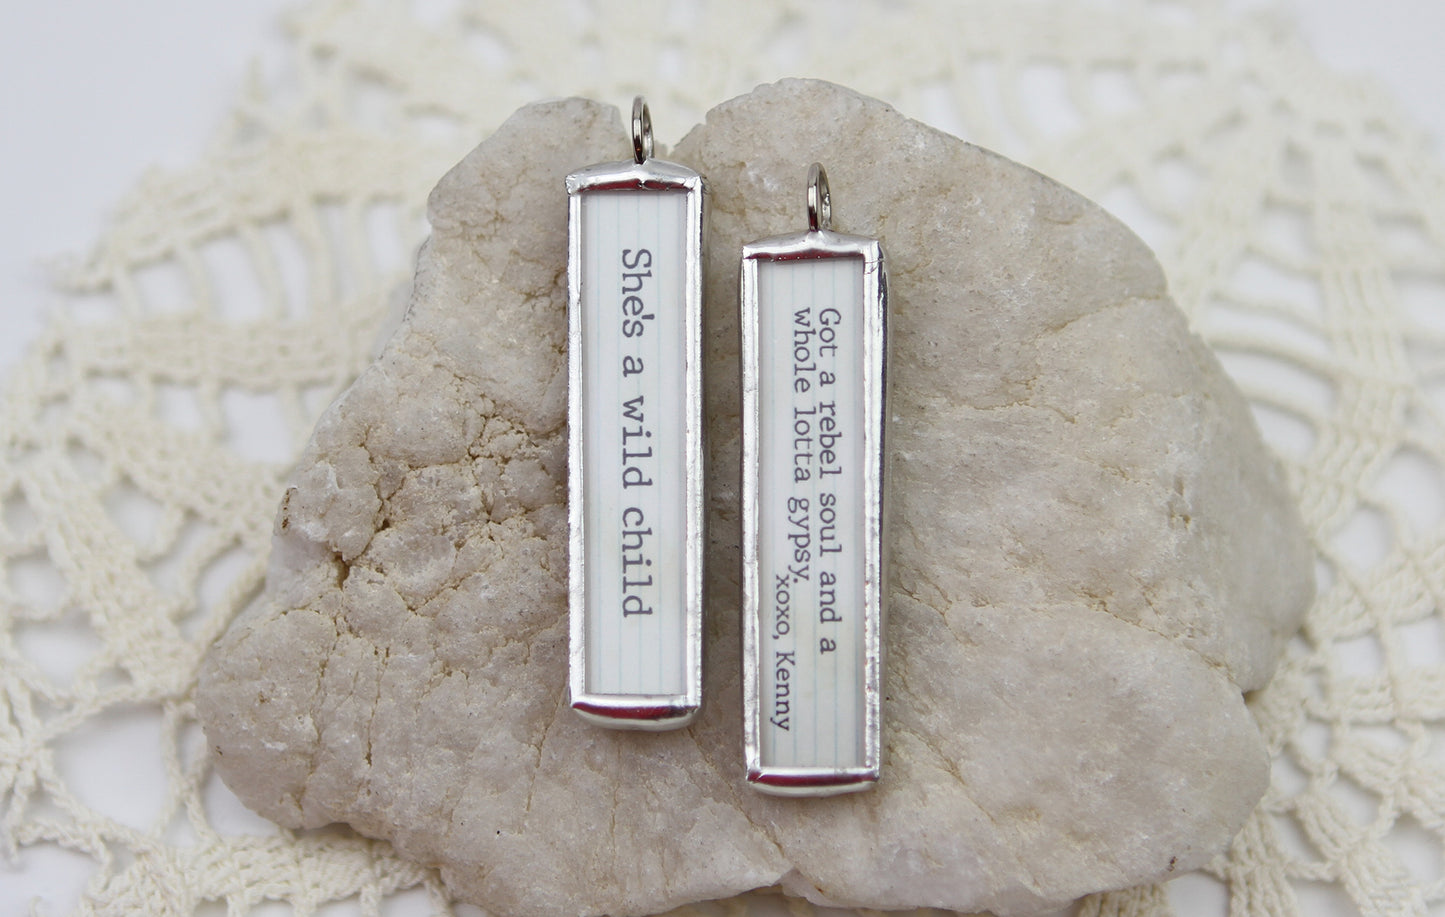 She's a wild child
Got a rebel soul and a
whole lotta gypsy.
xoxo, Kenny